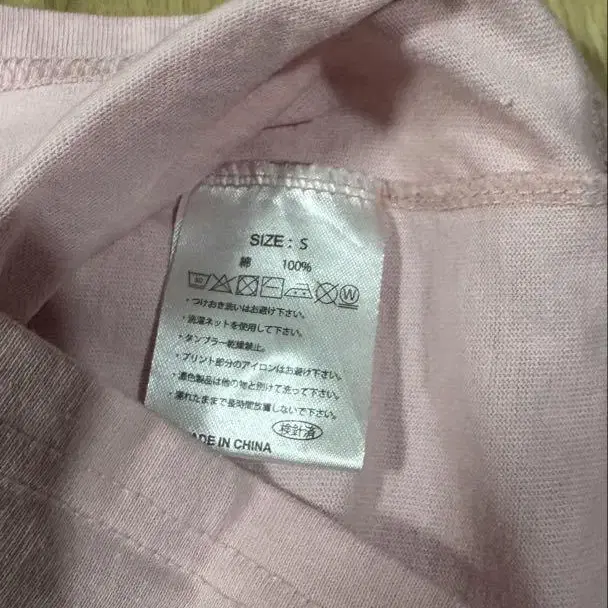 SIZE : S
綿 100%
・つけおき洗いはお避け下さい。
・洗濯ネットを使用して下さい。
・タンブラー乾燥禁止。
・プリント部分のアイロンはお避け下さい。
・濃色製品は他の物と別けて洗って下さい。
・濡れたままで長時間放置しないで下さい。
検針済
ADE IN CHINA